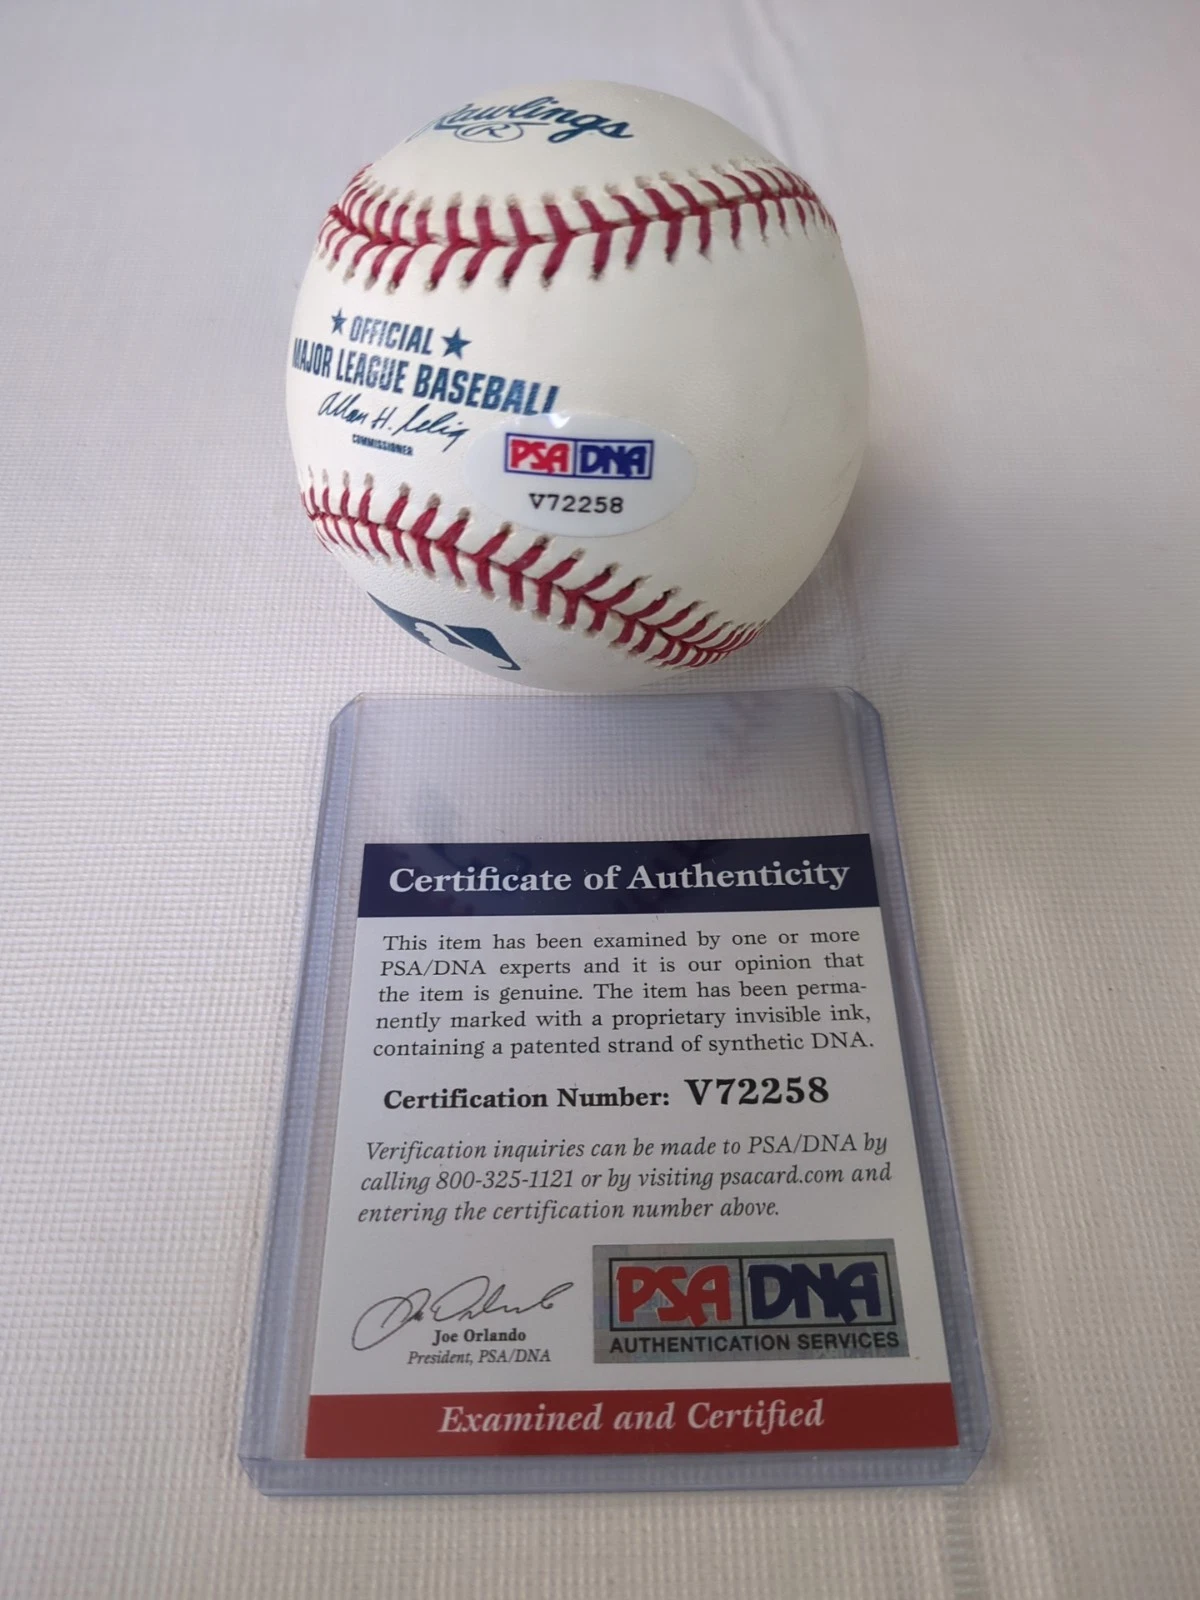 Rawlings
R
OFFICIAL
MAJOR LEAGUE BASEBALL
Allan H. Selig
COMMISSIONER
PSA DNA
V72258
Certificate of Authenticity
This item has been examined by one or more
PSA/DNA experts and it is our opinion that
the item is genuine. The item has been perma-
nently marked with a proprietary invisible ink,
containing a patented strand of synthetic DNA.
Certification Number: V72258
Verification inquiries can be made to PSA/DNA by
calling 800-325-1121 or by visiting psacard.com and
entering the certification number above.
Joe Orlando
Joe Orlando
President, PSA/DNA
PSA DNA
AUTHENTICATION SERVICES
Examined and Certified